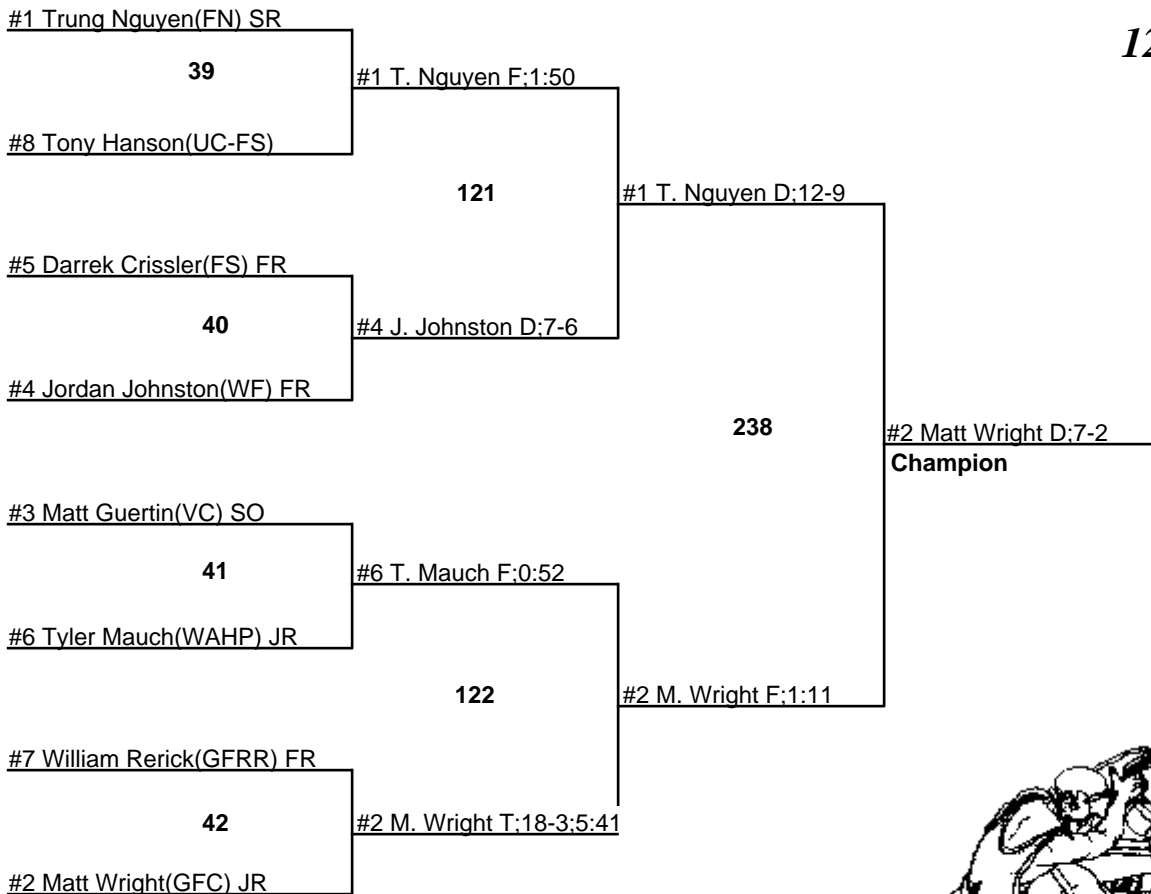 #1 Trung Nguyen(FN) SR
39
#1 T. Nguyen F;1:50
#8 Tony Hanson(UC-FS)
121
#1 T. Nguyen D;12-9
#5 Darrek Crissler(FS) FR
40
#4 J. Johnston D;7-6
#4 Jordan Johnston(WF) FR
238
#2 Matt Wright D;7-2
Champion
#3 Matt Guertin(VC) SO
41
#6 T. Mauch F;0:52
#6 Tyler Mauch(WAHP) JR
122
#2 M. Wright F;1:11
#7 William Rerick(GFRR) FR
42
#2 M. Wright T;18-3;5:41
#2 Matt Wright(GFC) JR